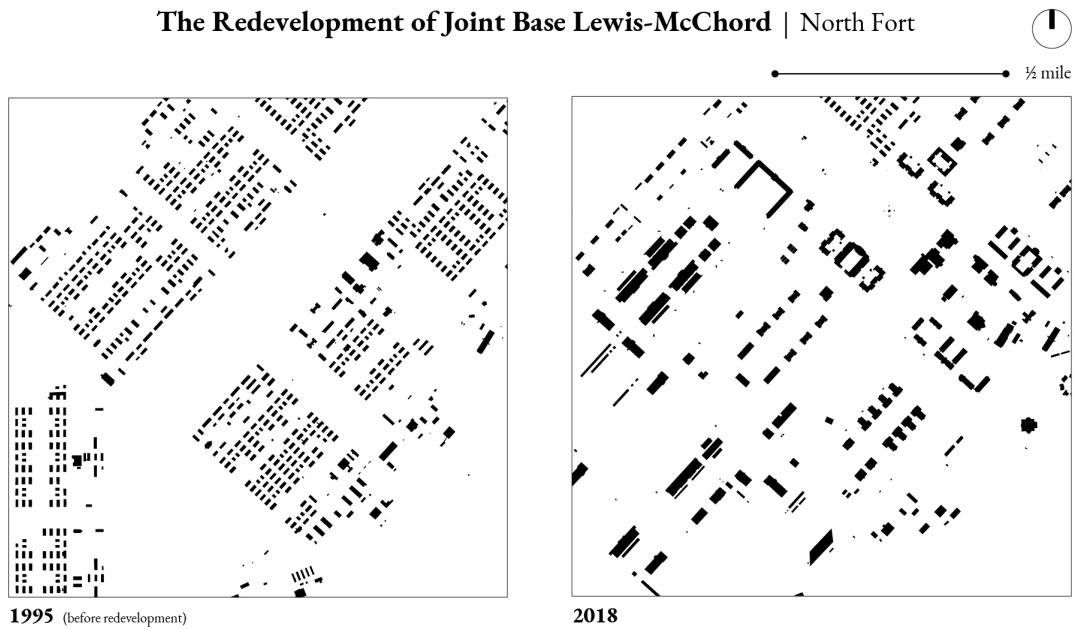 The Redevelopment of Joint Base Lewis-McChord | North Fort
½ mile
1995 (before redevelopment)
2018